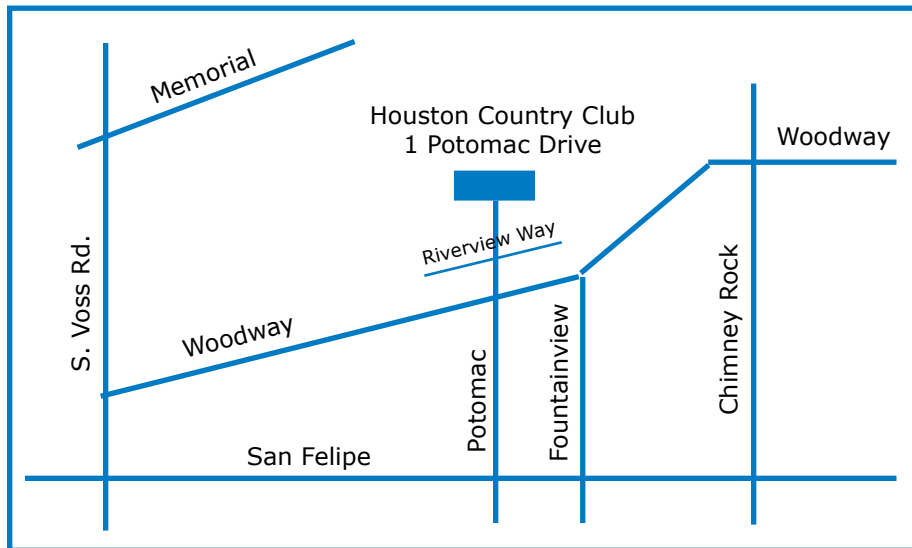 Memorial
Houston Country Club
1 Potomac Drive
Woodway
Riverview Way
S. Voss Rd.
Woodway
Potomac
Fountainview
Chimney Rock
San Felipe